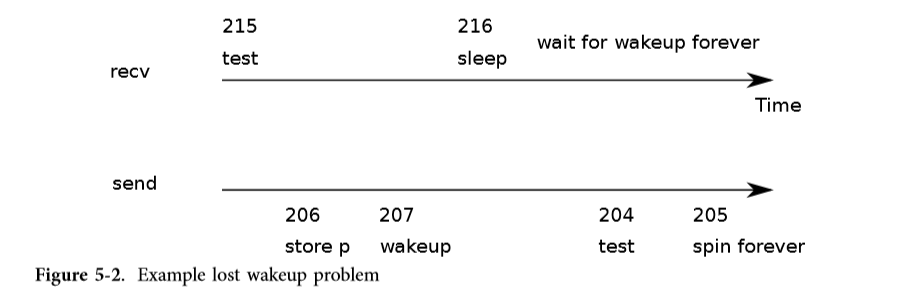 215
test
216
sleep
wait for wakeup forever
recv
Time
send
206
store p
207
wakeup
204
test
205
spin forever
Figure 5-2. Example lost wakeup problem